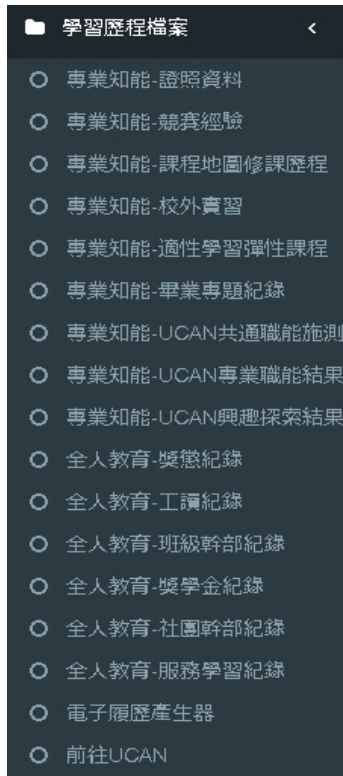 學習歷程檔案
專業知能-證照資料
專業知能-競賽經驗
專業知能-課程地圖修課歷程
專業知能-校外實習
專業知能-適性學習彈性課程
專業知能-畢業專題紀錄
專業知能-UCAN共通職能施測
專業知能-UCAN專業職能結果
專業知能-UCAN興趣探索結果
全人教育-獎懲紀錄
全人教育-工讀紀錄
全人教育-班級幹部紀錄
全人教育-獎學金紀錄
全人教育-社團幹部紀錄
全人教育-服務學習紀錄
電子履歷產生器
前往UCAN